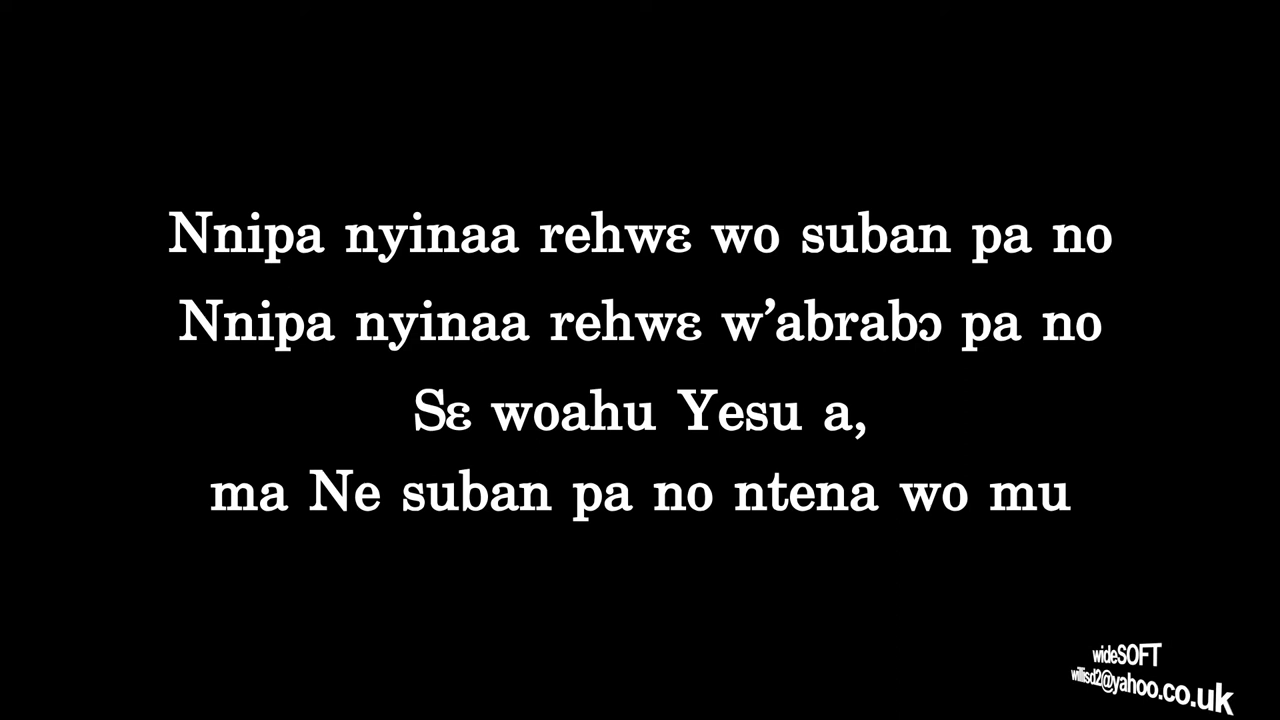 Nnipa nyinaa rehwɛ wo suban pa no
Nnipa nyinaa rehwɛ w’abrabɔ pa no
Sɛ woahu Yesu a,
ma Ne suban pa no ntena wo mu
wideSOFT
willisd2@yahoo.co.uk